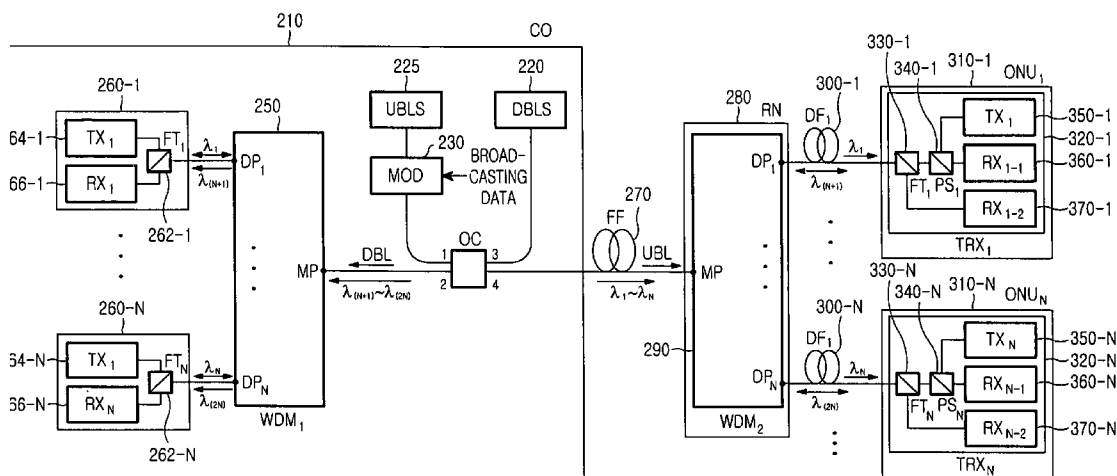 210
CO
260-1
64-1
TX₁
66-1
RX₁
FT₁
262-1
λ₁
λ(N+1)
250
DP₁
MP
DPN
WDM₁
225
UBLS
220
DBLS
230
MOD
BROAD-
CASTING
DATA
OC
1
3
2
4
DBL
λ(N+1)~λ(2N)
260-N
64-N
TX₁
66-N
RXN
FTN
262-N
λN
λ(2N)
270
FF
UBL
λ₁~λN
280
RN
MP
DP₁
DPN
290
WDM₂
300-1
DF₁
λ₁
λ(N+1)
330-1
340-1
310-1
ONU₁
TX₁
350-1
320-1
RX₁₋₁
360-1
FT₁
PS₁
RX₁₋₂
370-1
TRX₁
300-N
DF₁
λN
λ(2N)
330-N
340-N
310-N
ONUN
TXN
350-N
320-N
RXN-1
360-N
FTN
PSN
RXN-2
370-N
TRXN